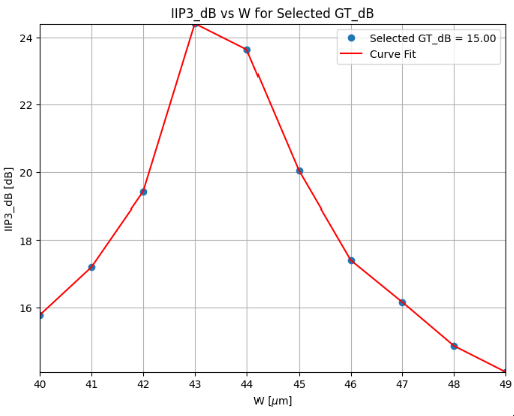 IIP3_dB vs W for Selected GT_dB
Selected GT_dB = 15.00
Curve Fit
24
22
20
18
16
IIP3_dB [dB]
40 41 42 43 44 45 46 47 48 49
W [μm]